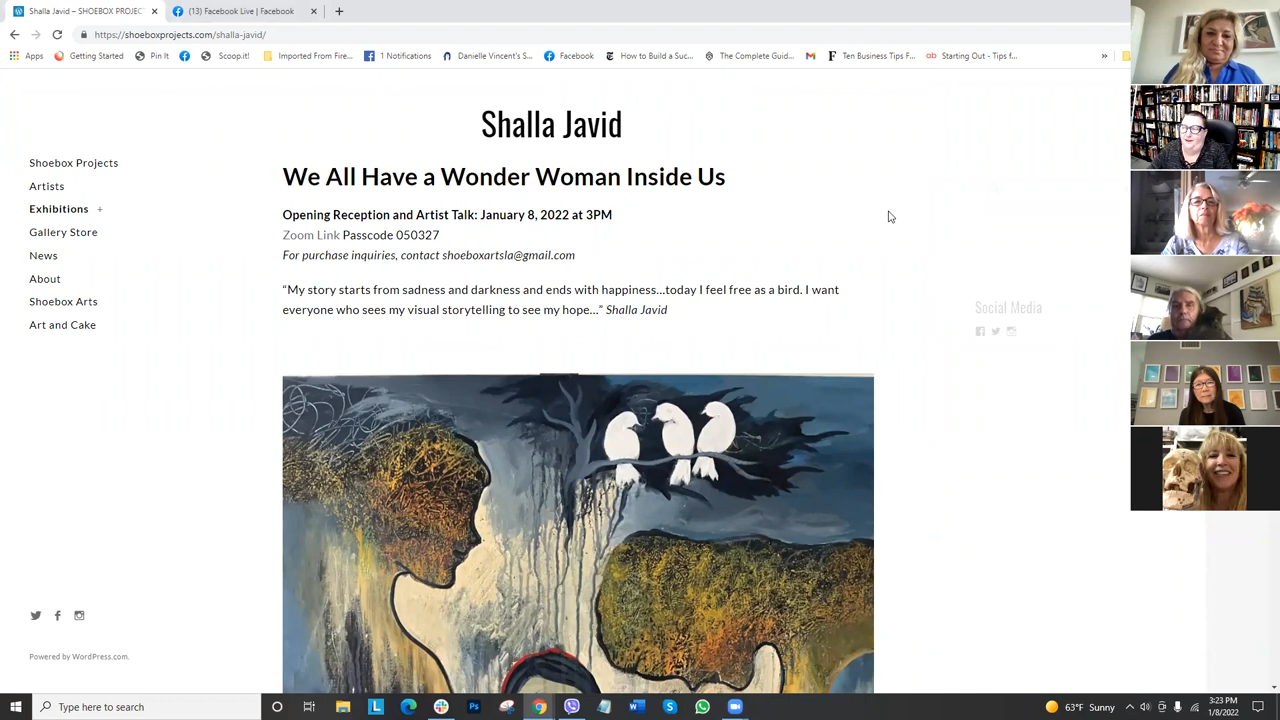 Shalla Javid – SHOEBOX PROJEC
(13) Facebook Live | Facebook
https://shoeboxprojects.com/shalla-javid/
Apps
Getting Started
Pin It
Scoop.it!
Imported From Fire...
1 Notifications
Danielle Vincent's S...
Facebook
How to Build a Suc...
The Complete Guid...
Ten Business Tips F...
Starting Out - Tips f...
»
Shalla Javid
We All Have a Wonder Woman Inside Us
Opening Reception and Artist Talk: January 8, 2022 at 3PM
Zoom Link Passcode 050327
For purchase inquiries, contact shoeboxartsla@gmail.com
“My story starts from sadness and darkness and ends with happiness…today I feel free as a bird. I want
everyone who sees my visual storytelling to see my hope…” Shalla Javid
Shoebox Projects
Artists
Exhibitions +
Gallery Store
News
About
Shoebox Arts
Art and Cake
Social Media
Powered by WordPress.com.
Type here to search
63°F Sunny
3:23 PM
1/8/2022